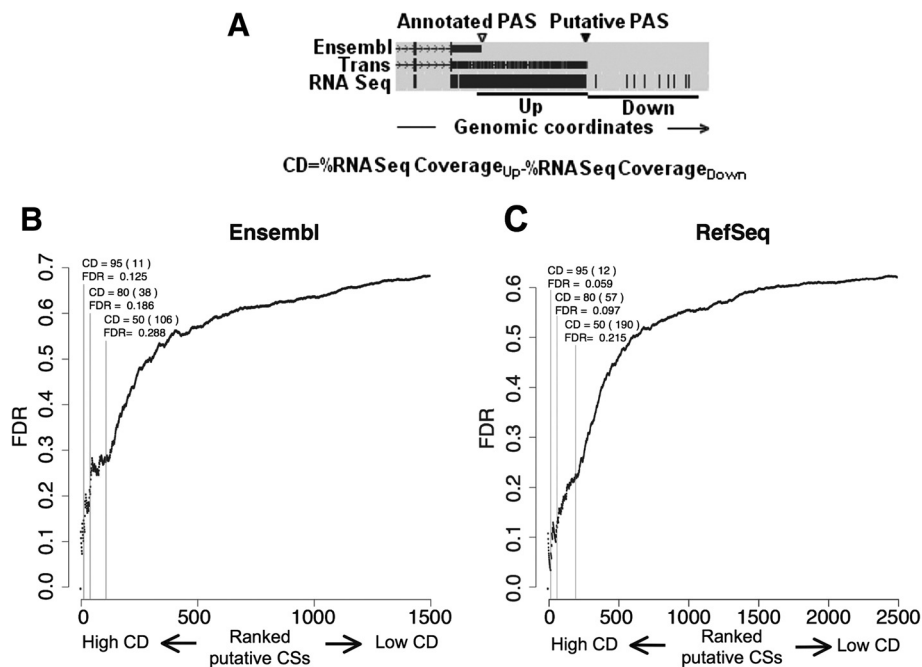 A
Annotated PAS Putative PAS
Ensembl
Trans
RNA Seq
Up Down
Genomic coordinates
CD=%RNASeq CoverageUp-%RNASeq CoverageDown
B
Ensembl
CD = 95 ( 11 )
FDR = 0.125
CD = 80 ( 38 )
FDR = 0.186
CD = 50 ( 106 )
FDR= 0.288
FDR
0.7
0.6
0.5
0.4
0.3
0.2
0.1
0.0
0 500 1000 1500
High CD Ranked putative CSs Low CD
C
RefSeq
CD = 95 ( 12 )
FDR = 0.059
CD = 80 ( 57 )
FDR = 0.097
CD = 50 ( 190 )
FDR= 0.215
FDR
0.6
0.5
0.4
0.3
0.2
0.1
0.0
0 500 1000 1500 2000 2500
High CD Ranked putative CSs Low CD